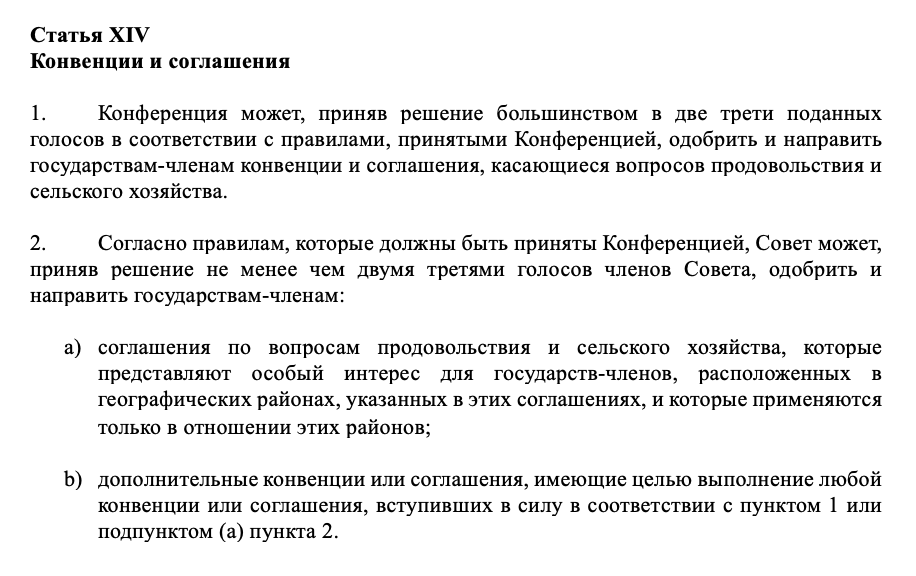 Статья XIV
Конвенции и соглашения
1. Конференция может, приняв решение большинством в две трети поданных
голосов в соответствии с правилами, принятыми Конференцией, одобрить и направить
государствам-членам конвенции и соглашения, касающиеся вопросов продовольствия и
сельского хозяйства.
2. Согласно правилам, которые должны быть приняты Конференцией, Совет может,
приняв решение не менее чем двумя третями голосов членов Совета, одобрить и
направить государствам-членам:
a) соглашения по вопросам продовольствия и сельского хозяйства, которые
представляют особый интерес для государств-членов, расположенных в
географических районах, указанных в этих соглашениях, и которые применяются
только в отношении этих районов;
b) дополнительные конвенции или соглашения, имеющие целью выполнение любой
конвенции или соглашения, вступивших в силу в соответствии с пунктом 1 или
подпунктом (а) пункта 2.